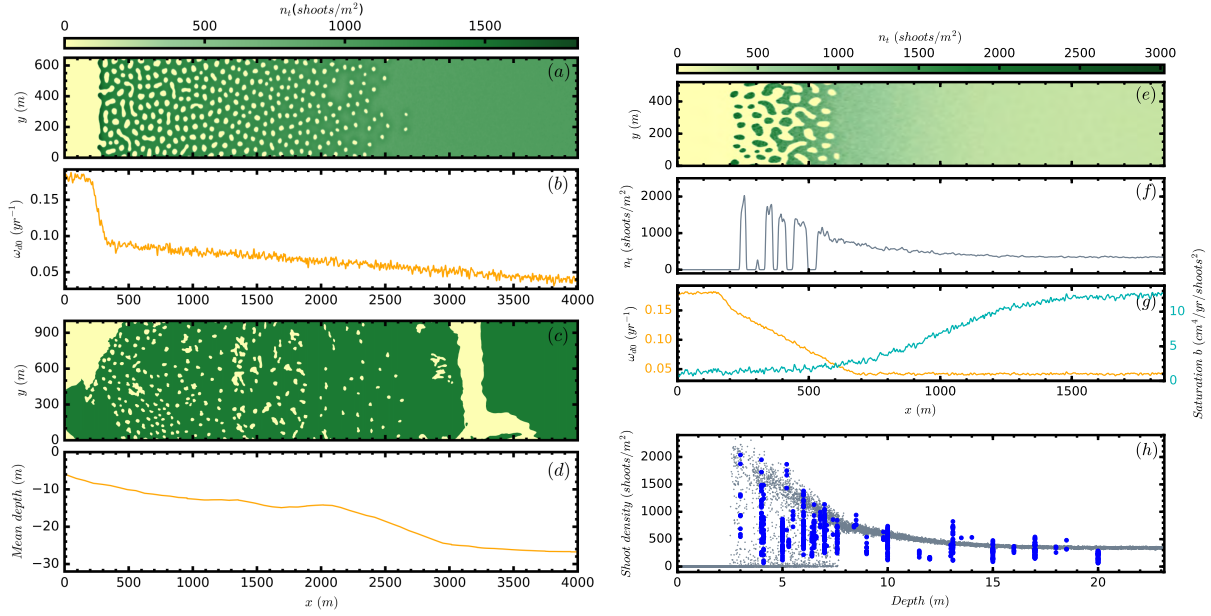 n_t(shoots/m²)
0 500 1000 1500
(a)
y (m)
600 400 200 0
(b)
ω_d0 (yr⁻¹)
0.15 0.10 0.05
0 500 1000 1500 2000 2500 3000 3500 4000
(c)
y (m)
900 600 300 0
(d)
Mean depth (m)
0 −10 −20 −30
0 500 1000 1500 2000 2500 3000 3500 4000
x (m)
n_t (shoots/m²)
0 500 1000 1500 2000 2500 3000
(e)
y (m)
400 200 0
(f)
n_t (shoots/m²)
2000 1000 0
(g)
ω_d0 (yr⁻¹)
0.15 0.10 0.05
10 5 0
Saturation b (cm⁴/yr/shoots²)
0 500 1000 1500
x (m)
(h)
Shoot density (shoots/m²)
2000 1500 1000 500 0
0 5 10 15 20
Depth (m)